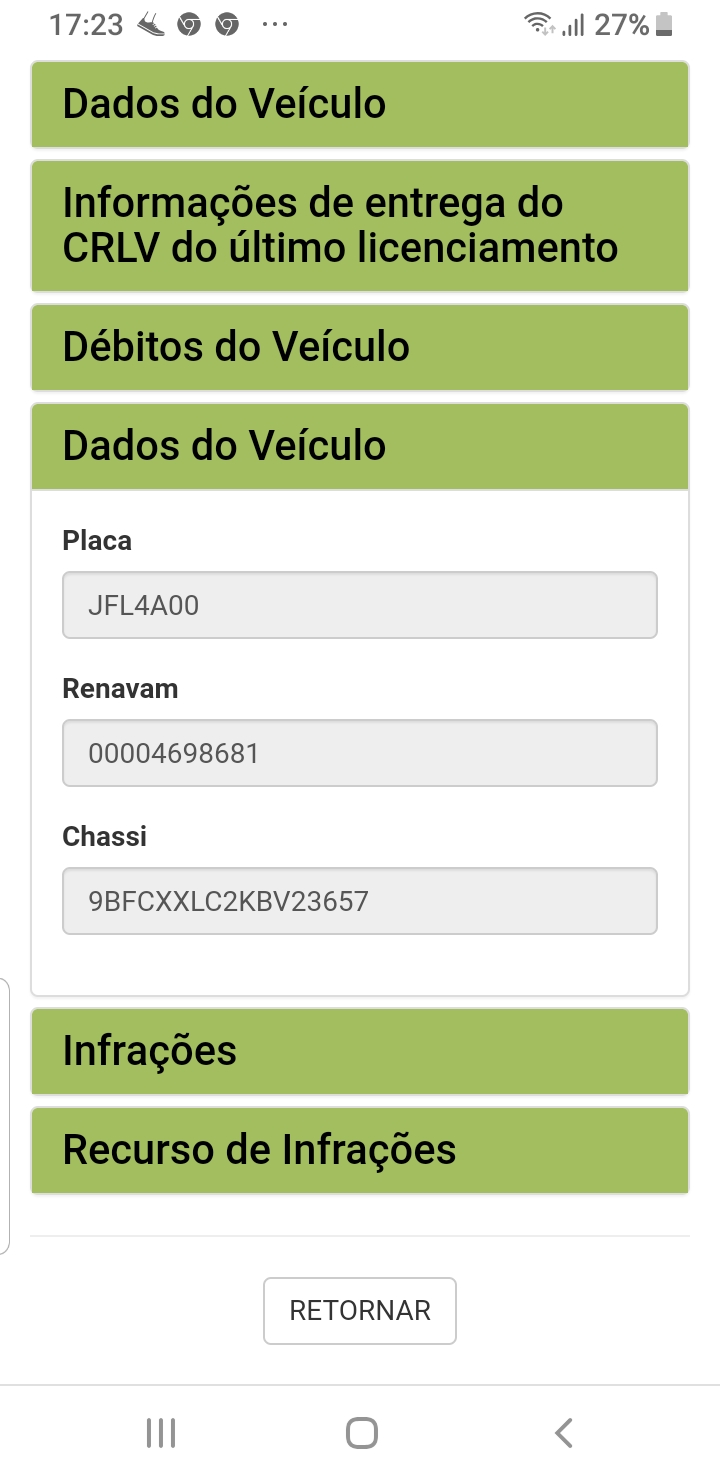 17:23 ... 27%
Dados do Veículo
Informações de entrega do
CRLV do último licenciamento
Débitos do Veículo
Dados do Veículo
Placa
JFL4A00
Renavam
00004698681
Chassi
9BFCXXLC2KBV23657
Infrações
Recurso de Infrações
RETORNAR